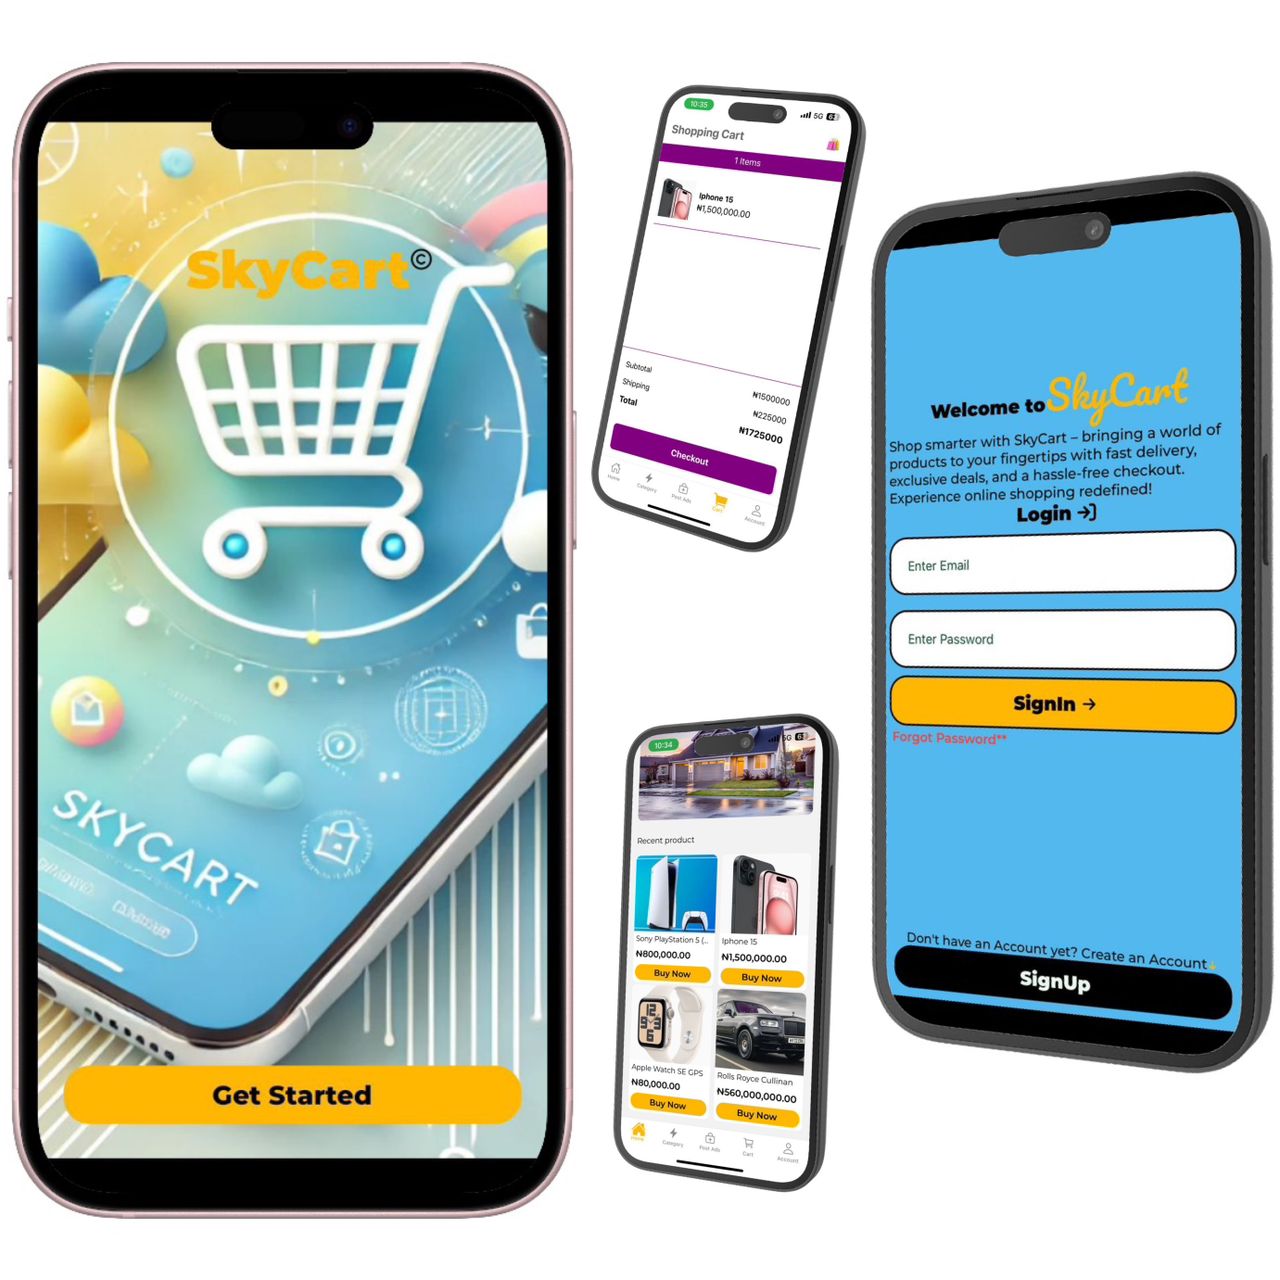 SkyCart©
SKYCART
Get Started
10:35
5G
Shopping Cart
1 Items
Iphone 15
₦1,500,000.00
Subtotal
₦1500000
Shipping
₦225000
Total
₦1725000
Checkout
Home
Category
Post Ads
Cart
Account
10:34
5G
Recent product
Sony PlayStation 5 (...
₦800,000.00
Buy Now
Iphone 15
₦1,500,000.00
Buy Now
Apple Watch SE GPS
₦80,000.00
Buy Now
Rolls Royce Cullinan
₦560,000,000.00
Buy Now
Home
Category
Post Ads
Cart
Account
Welcome to SkyCart
Shop smarter with SkyCart – bringing a world of
products to your fingertips with fast delivery,
exclusive deals, and a hassle-free checkout.
Experience online shopping redefined!
Login
Enter Email
Enter Password
SignIn →
Forgot Password**
Don't have an Account yet? Create an Account↓
SignUp